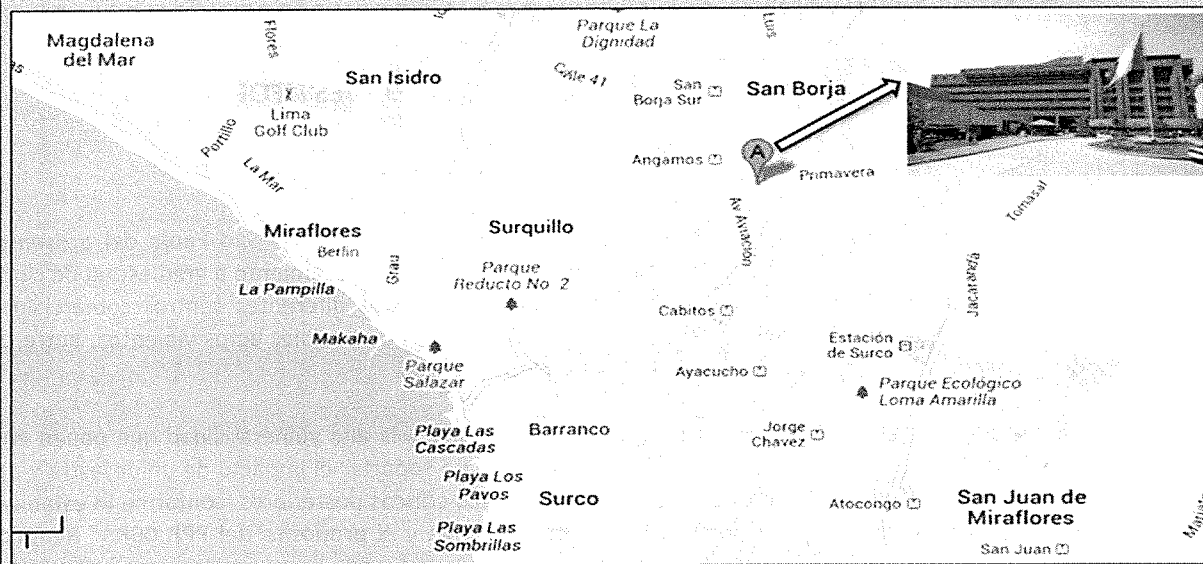 Magdalena
del Mar
Flores
San Isidro
Parque La
Dignidad
Luis
Calle 41
San
Borja Sur
San Borja
Lima
Golf Club
Portillo
La Mar
Angamos
A
Primavera
Tomasal
Miraflores
Berlin
Grau
Surquillo
Av Aviación
Parque
Reducto No 2
La Pampilla
Jacaranda
Cabitos
Makaha
Estación
de Surco
Parque
Salazar
Ayacucho
Parque Ecológico
Loma Amarilla
Playa Las
Cascadas
Barranco
Jorge
Chavez
Playa Los
Pavos
Surco
Atocongo
San Juan de
Miraflores
Playa Las
Sombrillas
San Juan